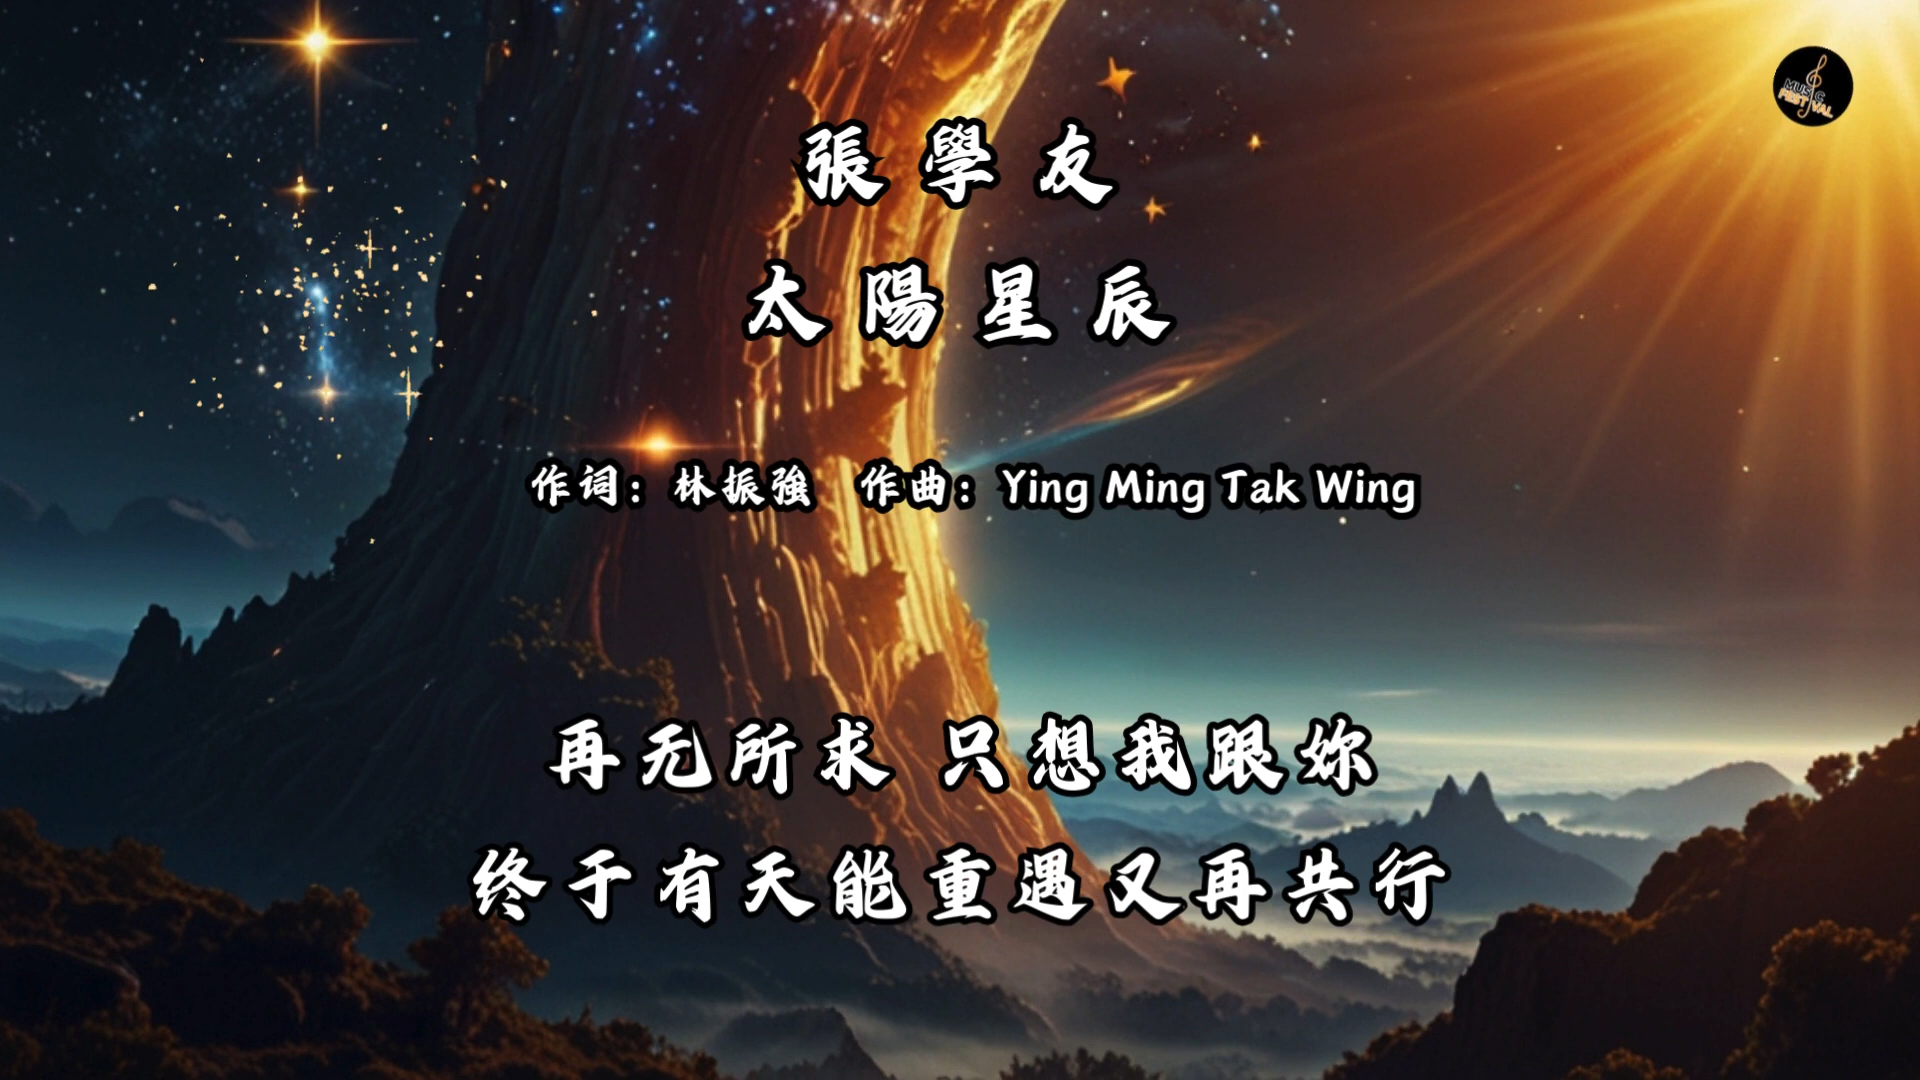 MUSIC
FESTIVAL
張學友
太陽星辰
作词：林振強 作曲：Ying Ming Tak Wing
再无所求 只想我跟妳
终于有天能重遇又再共行